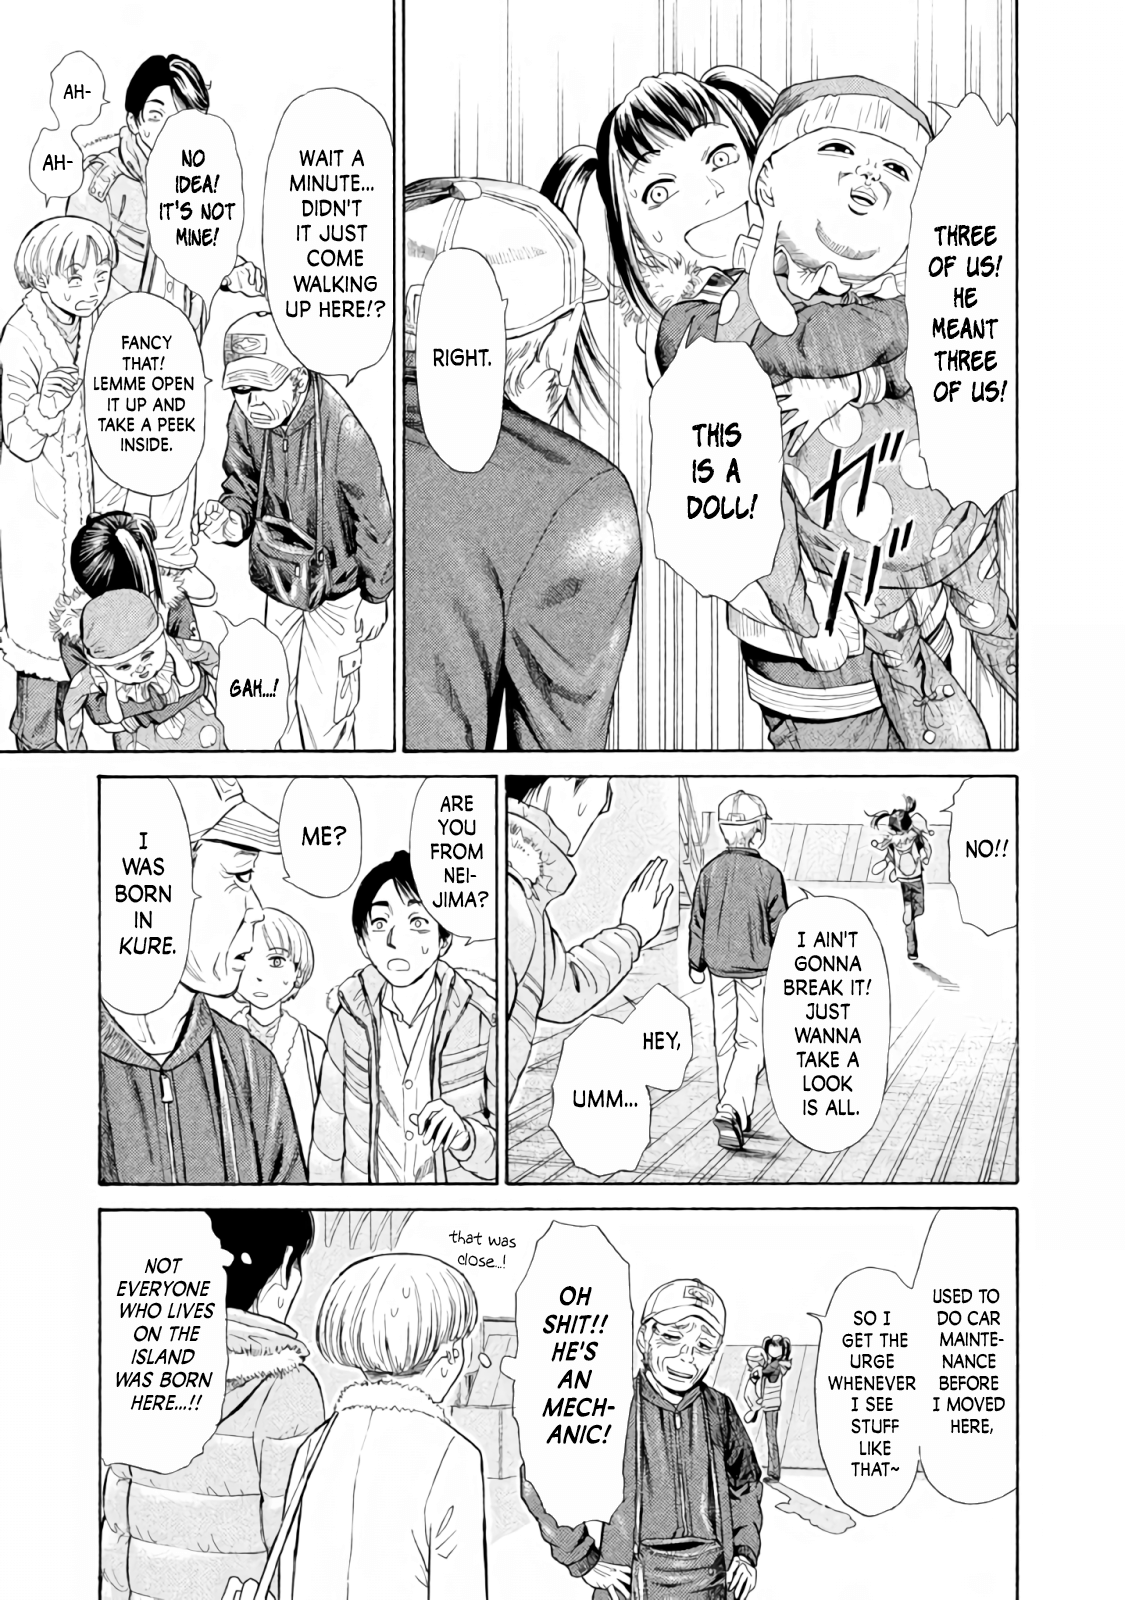 THREE
OF US!
HE
MEANT
THREE
OF US!
THIS
IS A
DOLL!
ガバッ
RIGHT.
WAIT A
MINUTE...
DIDN'T
IT JUST
COME
WALKING
UP HERE!?
NO
IDEA!
IT'S NOT
MINE!
AH-
AH-
FANCY
THAT!
LEMME OPEN
IT UP AND
TAKE A PEEK
INSIDE.
GAH...!
NO!!
I AIN'T
GONNA
BREAK IT!
JUST
WANNA
TAKE A
LOOK
IS ALL.
HEY,
UMM...
ARE
YOU
FROM
NEI-
JIMA?
ME?
I
WAS
BORN
IN
KURE.
USED TO
DO CAR
MAINTE-
NANCE
BEFORE
I MOVED
HERE,
SO I
GET THE
URGE
WHENEVER
I SEE
STUFF
LIKE
THAT~
OH
SHIT!!
HE'S
AN
MECH-
ANIC!
that was
close...!
NOT
EVERYONE
WHO LIVES
ON THE
ISLAND
WAS BORN
HERE...!!